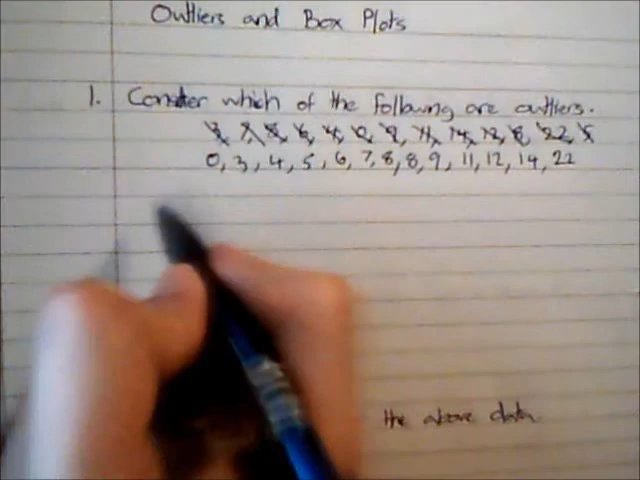 Outliers and Box Plots
1. Consider which of the following are outliers.
0, 3, 4, 5, 6, 7, 8, 8, 9, 11, 12, 14, 22
the above data